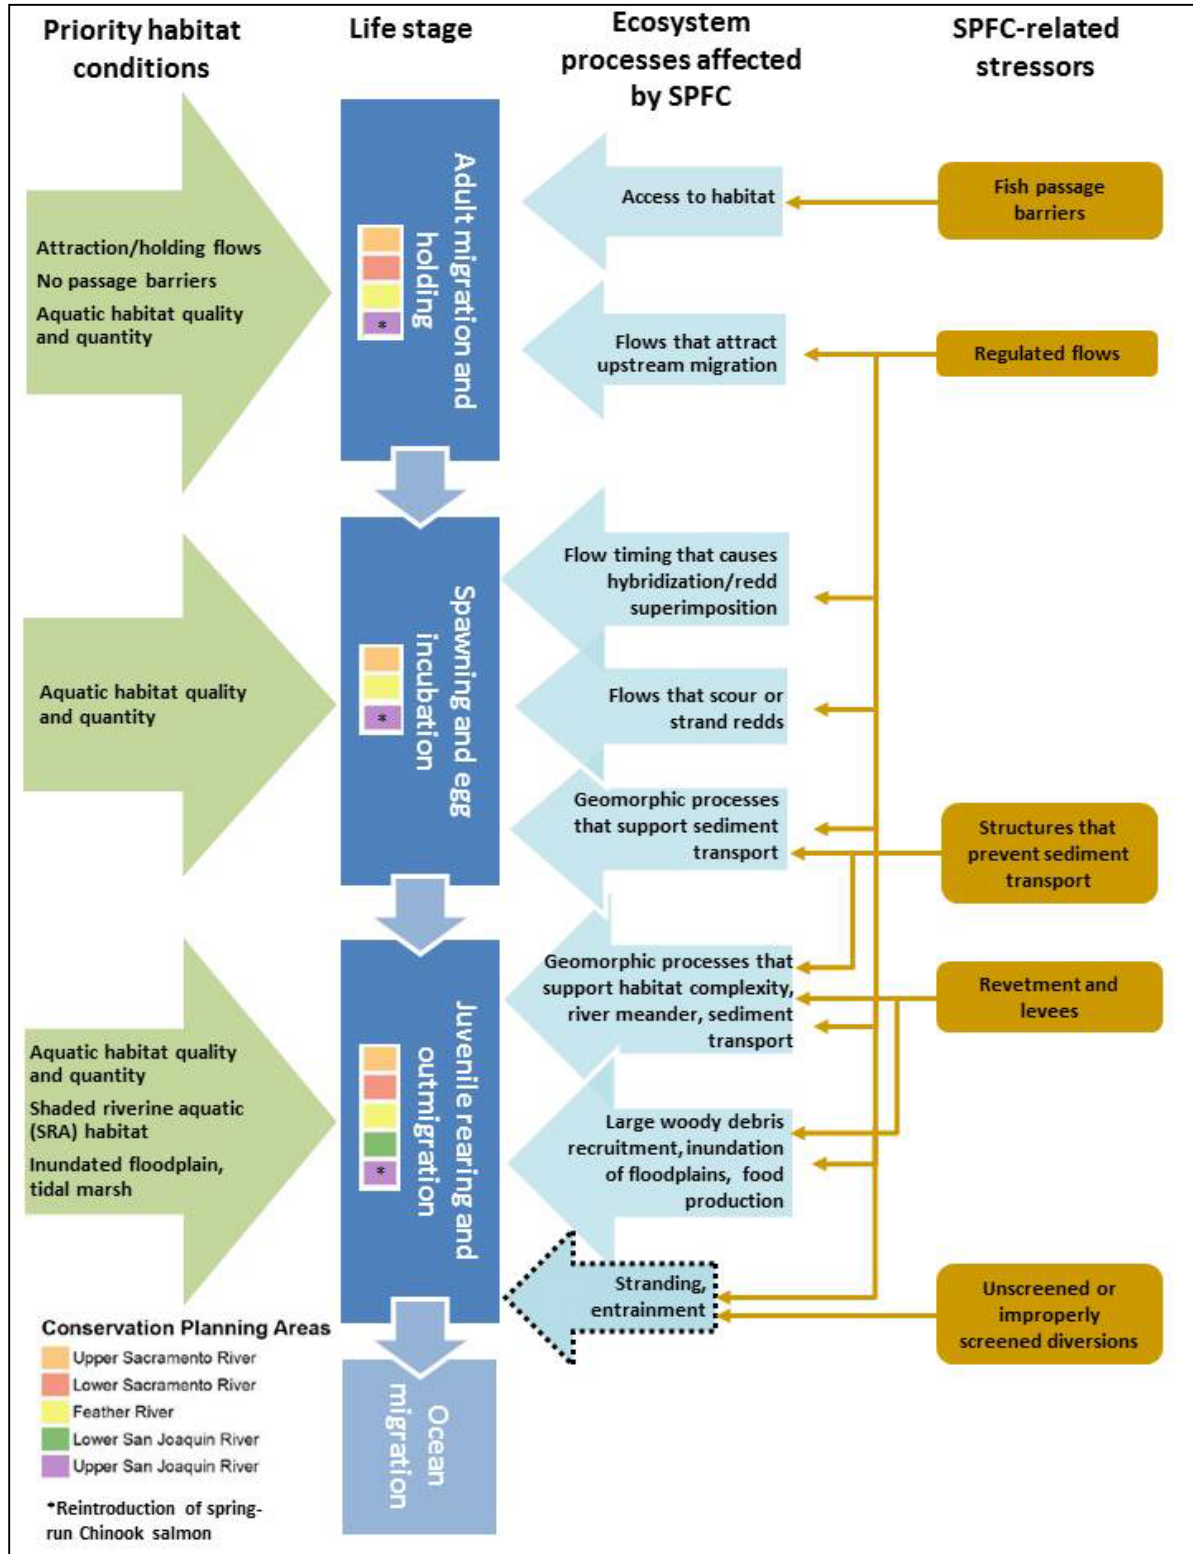 Priority habitat
conditions
Life stage
Ecosystem
processes affected
by SPFC
SPFC-related
stressors
Attraction/holding flows
No passage barriers
Aquatic habitat quality
and quantity
Adult migration and
holding
*
Access to habitat
Fish passage
barriers
Flows that attract
upstream migration
Regulated flows
Aquatic habitat quality
and quantity
Spawning and egg
incubation
*
Flow timing that causes
hybridization/redd
superimposition
Flows that scour or
strand redds
Geomorphic processes
that support sediment
transport
Structures that
prevent sediment
transport
Aquatic habitat quality
and quantity
Shaded riverine aquatic
(SRA) habitat
Inundated floodplain,
tidal marsh
Juvenile rearing and
outmigration
*
Geomorphic processes that
support habitat complexity,
river meander, sediment
transport
Revetment and
levees
Large woody debris
recruitment, inundation
of floodplains, food
production
Stranding,
entrainment
Unscreened or
improperly
screened diversions
Ocean
migration
Conservation Planning Areas
Upper Sacramento River
Lower Sacramento River
Feather River
Lower San Joaquin River
Upper San Joaquin River
*Reintroduction of spring-
run Chinook salmon